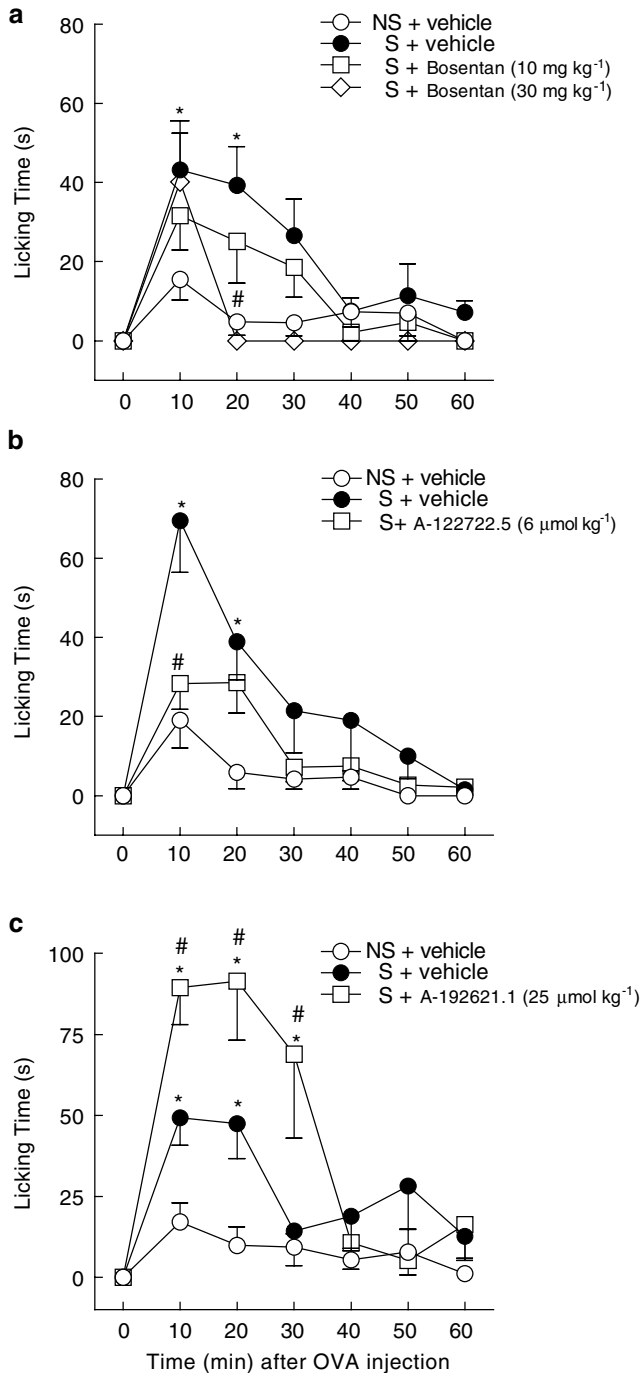 a
NS + vehicle
S + vehicle
S + Bosentan (10 mg kg⁻¹)
S + Bosentan (30 mg kg⁻¹)
Licking Time (s)
80
60
40
20
0
* *
#
0 10 20 30 40 50 60
b
NS + vehicle
S + vehicle
S+ A-122722.5 (6 μmol kg⁻¹)
Licking Time (s)
80
60
40
20
0
*
*
#
0 10 20 30 40 50 60
c
NS + vehicle
S + vehicle
S + A-192621.1 (25 μmol kg⁻¹)
Licking Time (s)
100
75
50
25
0
# #
* *
#
*
* *
0 10 20 30 40 50 60
Time (min) after OVA injection